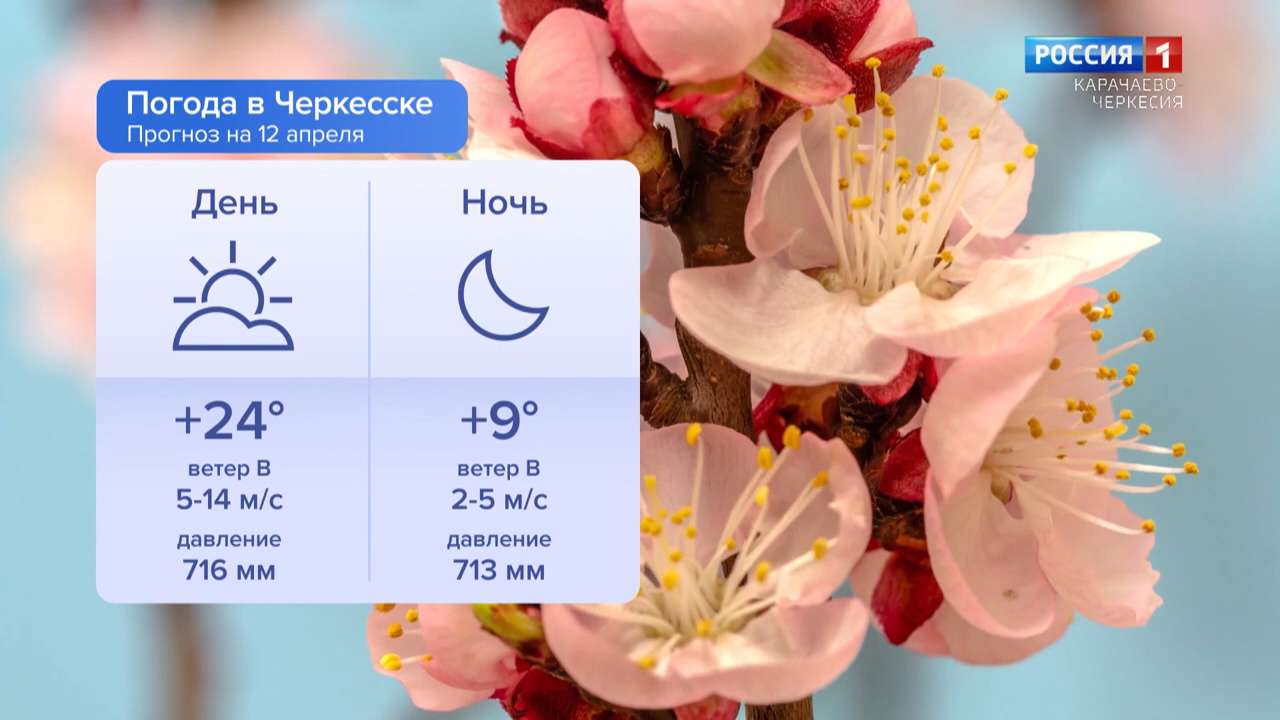 Погода в Черкесске
Прогноз на 12 апреля
РОССИЯ 1
КАРАЧАЕВО-
ЧЕРКЕСИЯ
День
Ночь
+24°
+9°
ветер В
ветер В
5-14 м/с
2-5 м/с
давление
давление
716 мм
713 мм